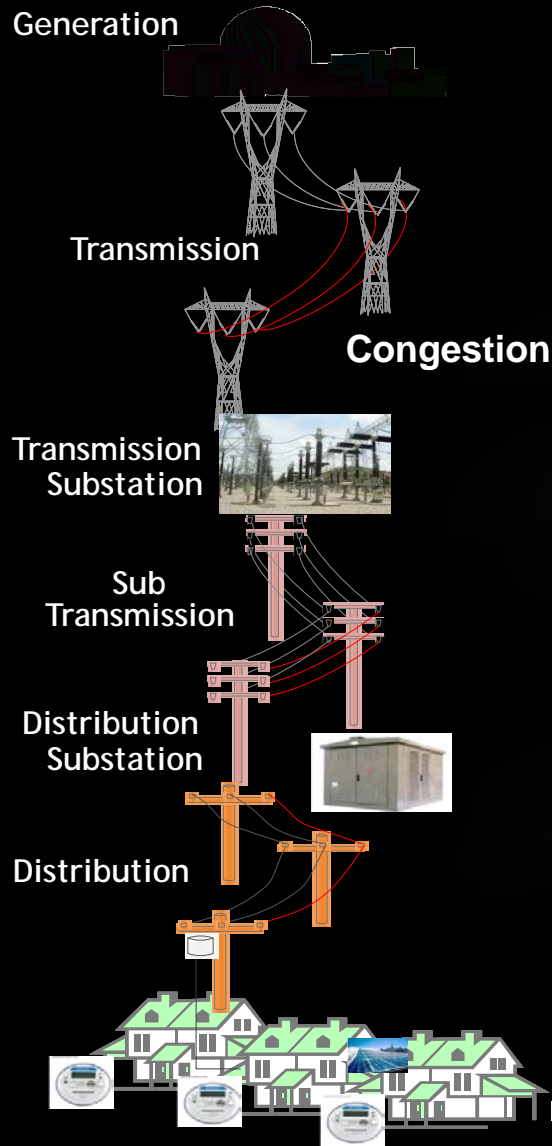 Generation
Transmission
Congestion
Transmission
Substation
Sub
Transmission
Distribution
Substation
Distribution